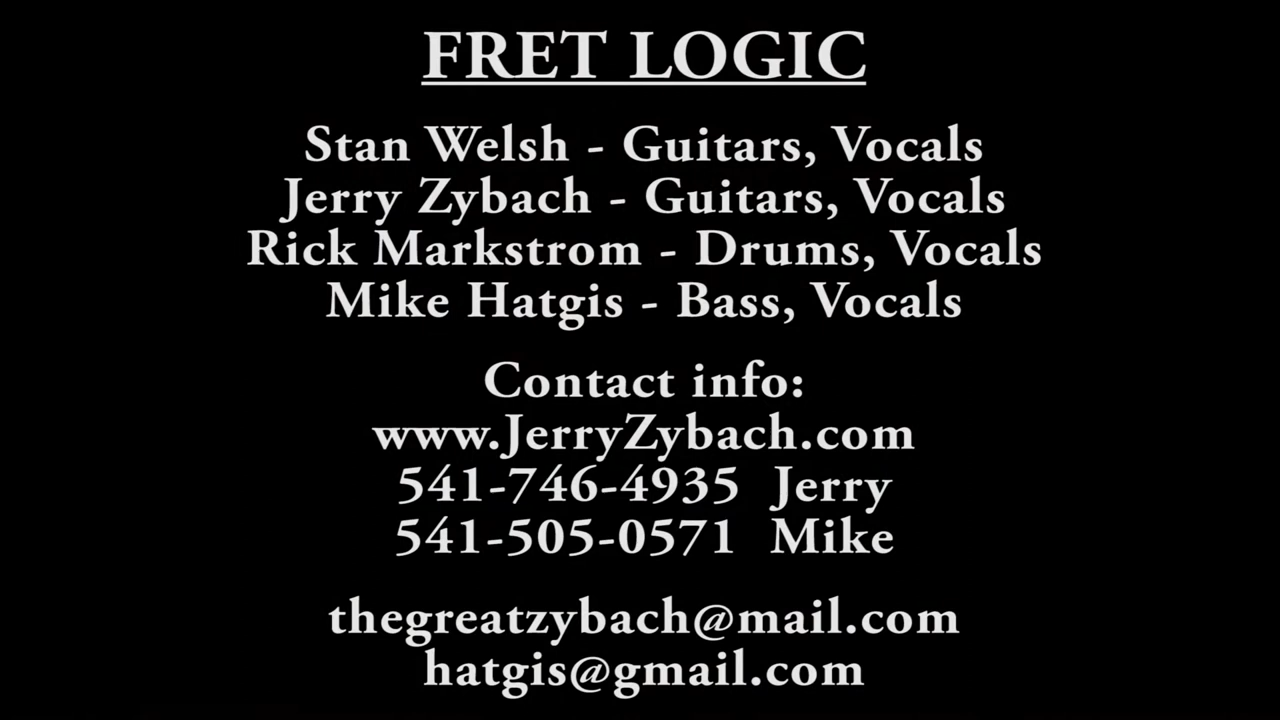 FRET LOGIC
Stan Welsh - Guitars, Vocals
Jerry Zybach - Guitars, Vocals
Rick Markstrom - Drums, Vocals
Mike Hatgis - Bass, Vocals
Contact info:
www.JerryZybach.com
541-746-4935 Jerry
541-505-0571 Mike
thegreatzybach@mail.com
hatgis@gmail.com